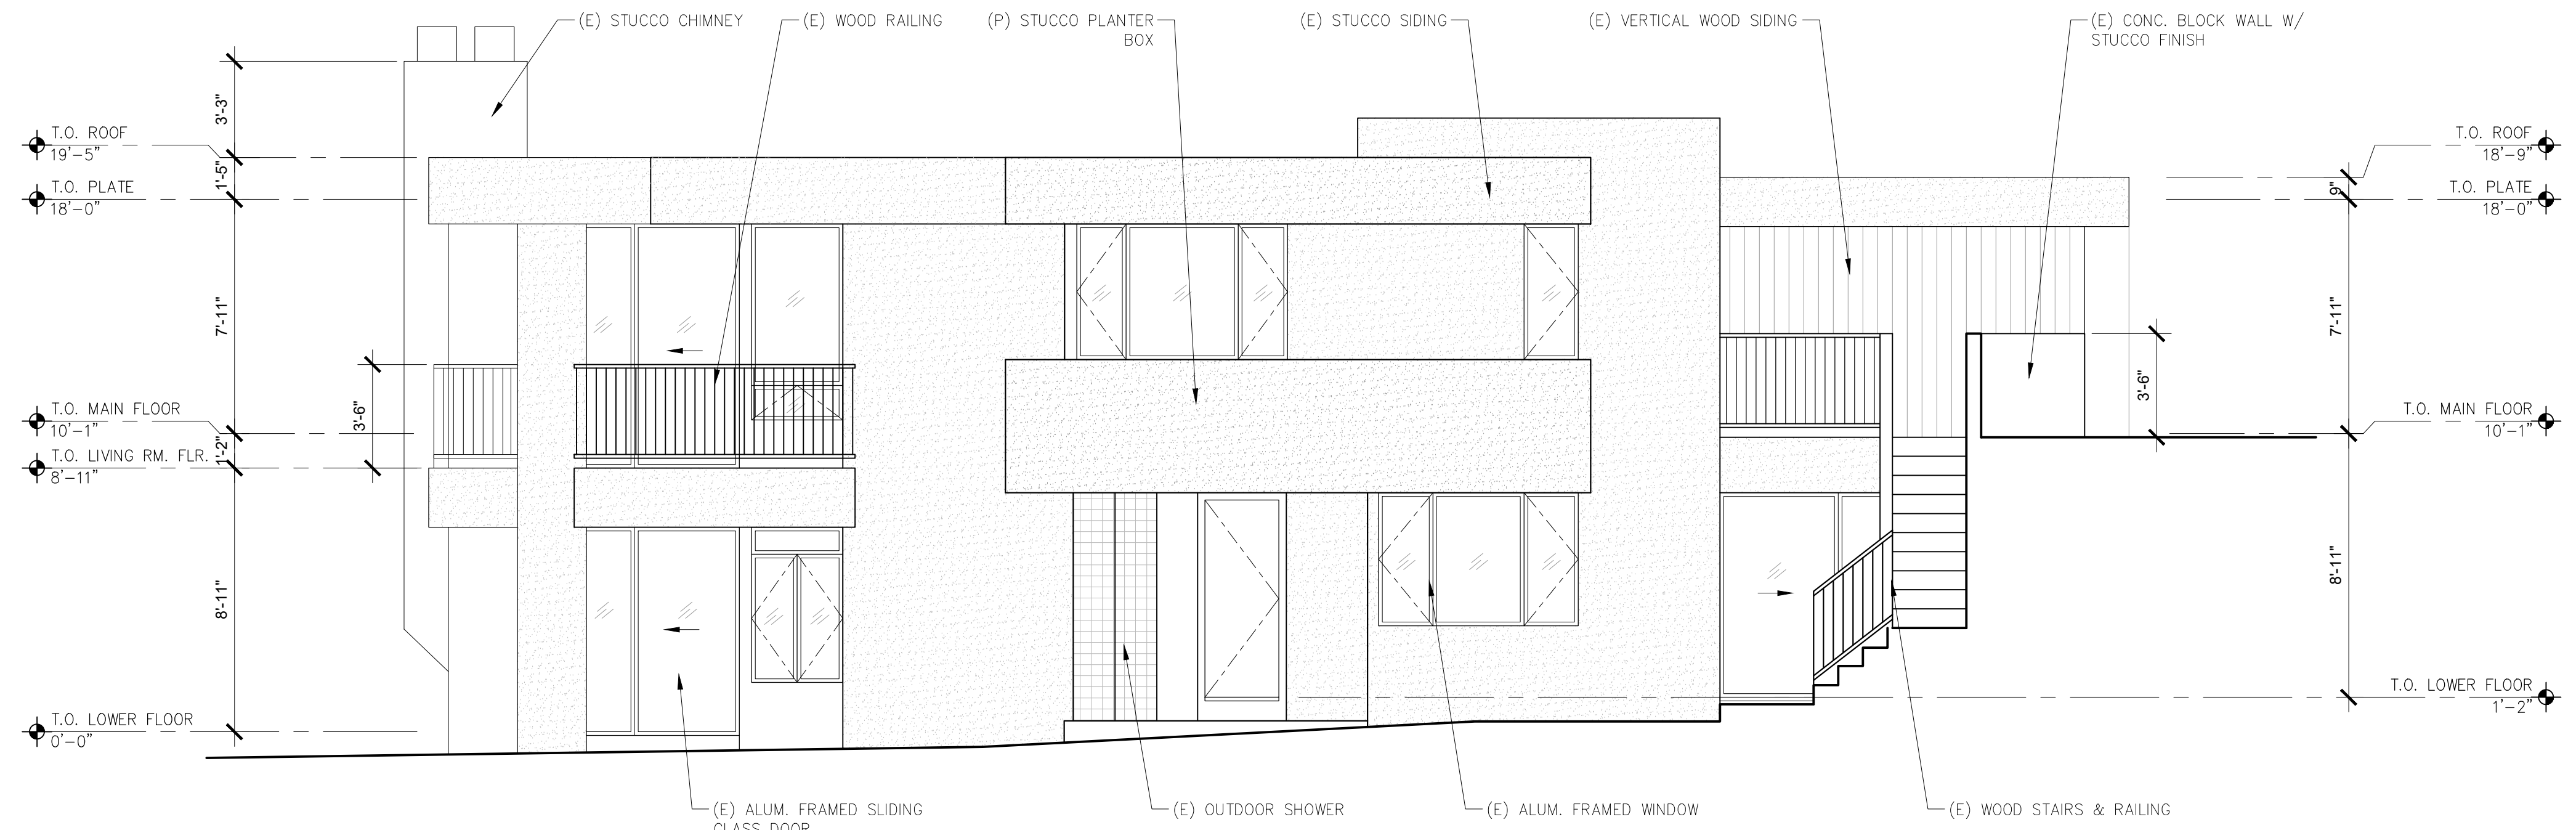 (E) STUCCO CHIMNEY
(E) WOOD RAILING
(P) STUCCO PLANTER
BOX
(E) STUCCO SIDING
(E) VERTICAL WOOD SIDING
(E) CONC. BLOCK WALL W/
STUCCO FINISH
3'-3"
T.O. ROOF
19'-5"
1'-5"
T.O. PLATE
18'-0"
7'-11"
3'-6"
T.O. MAIN FLOOR
10'-1"
1'-2"
T.O. LIVING RM. FLR.
8'-11"
8'-11"
T.O. LOWER FLOOR
0'-0"
T.O. ROOF
18'-9"
9"
T.O. PLATE
18'-0"
7'-11"
3'-6"
T.O. MAIN FLOOR
10'-1"
8'-11"
T.O. LOWER FLOOR
1'-2"
(E) ALUM. FRAMED SLIDING
GLASS DOOR
(E) OUTDOOR SHOWER
(E) ALUM. FRAMED WINDOW
(E) WOOD STAIRS & RAILING